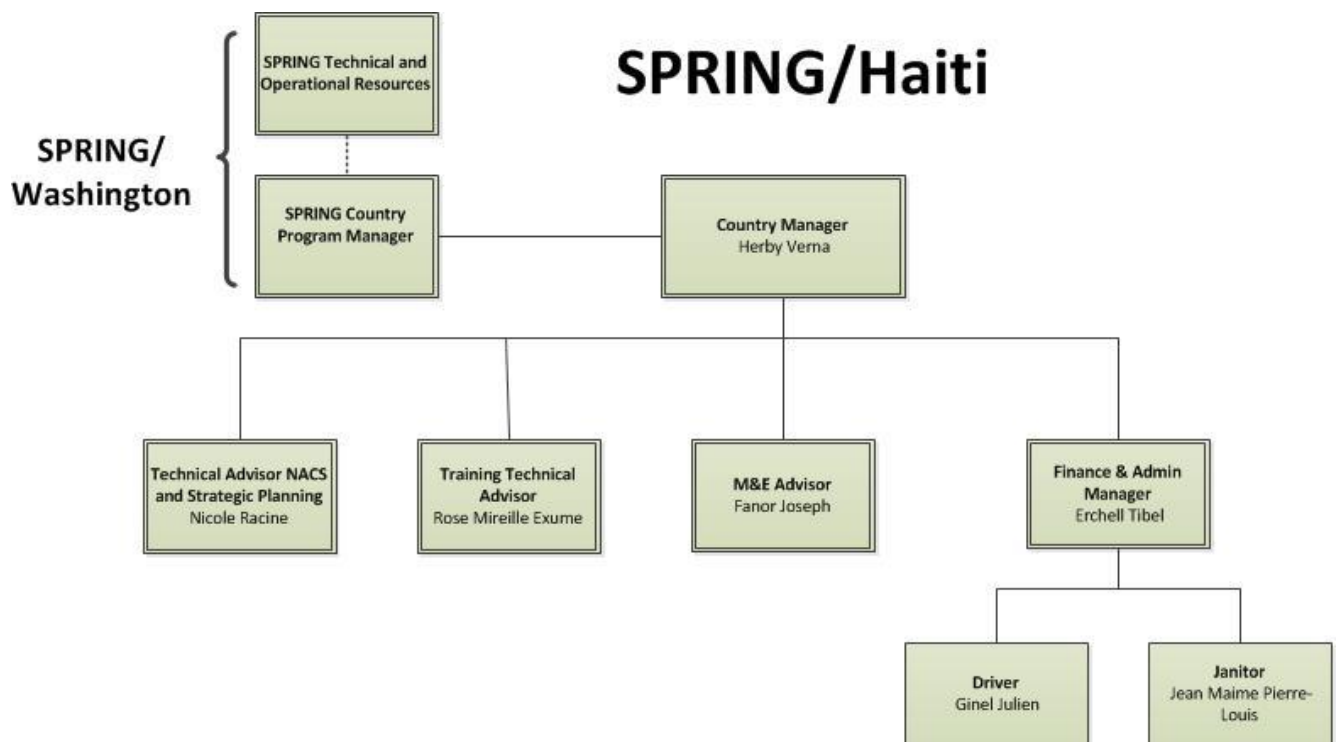 SPRING Technical and
Operational Resources
SPRING/Haiti
SPRING/
Washington
SPRING Country
Program Manager
Country Manager
Herby Verna
Technical Advisor NACS
and Strategic Planning
Nicole Racine
Training Technical
Advisor
Rose Mireille Exume
M&E Advisor
Fanor Joseph
Finance & Admin
Manager
Erchell Tibel
Driver
Ginel Julien
Janitor
Jean Maime Pierre-
Louis